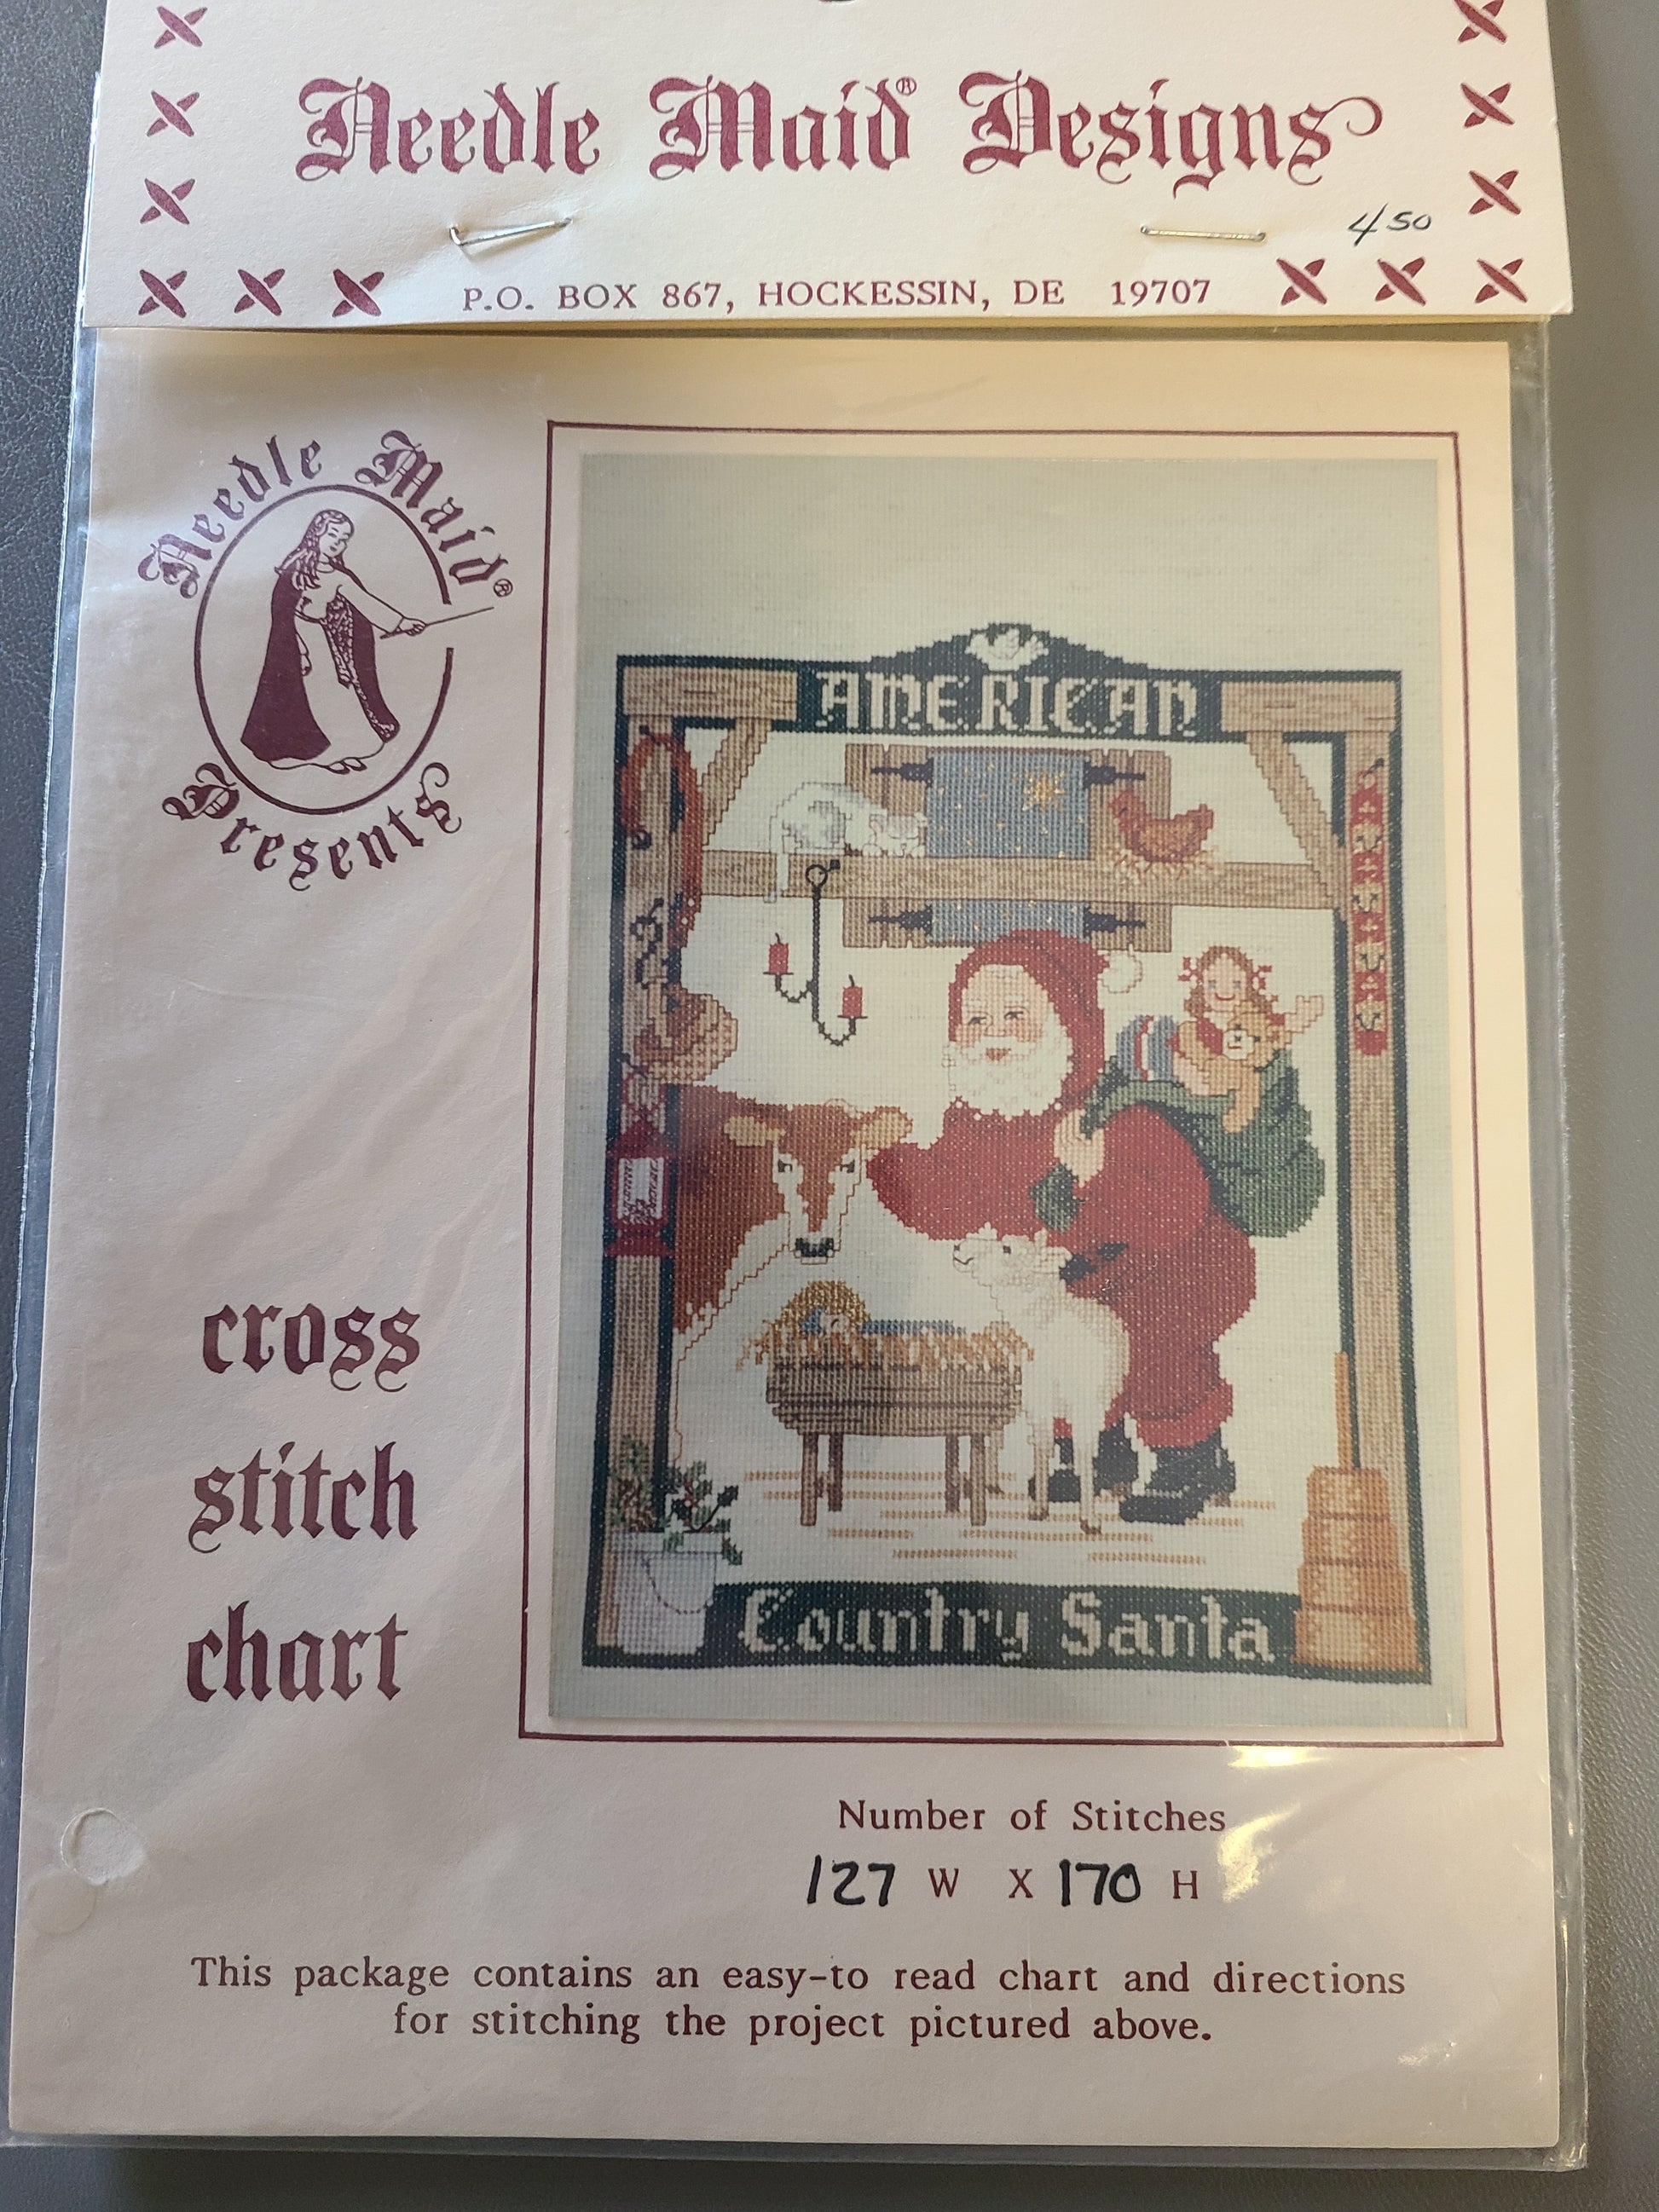 Needle Maid® Designs
4 50
P.O. BOX 867, HOCKESSIN, DE 19707
Needle Maid®
Presents
AMERICAN
Country Santa
cross
stitch
chart
Number of Stitches
127 W X 170 H
This package contains an easy-to read chart and directions
for stitching the project pictured above.